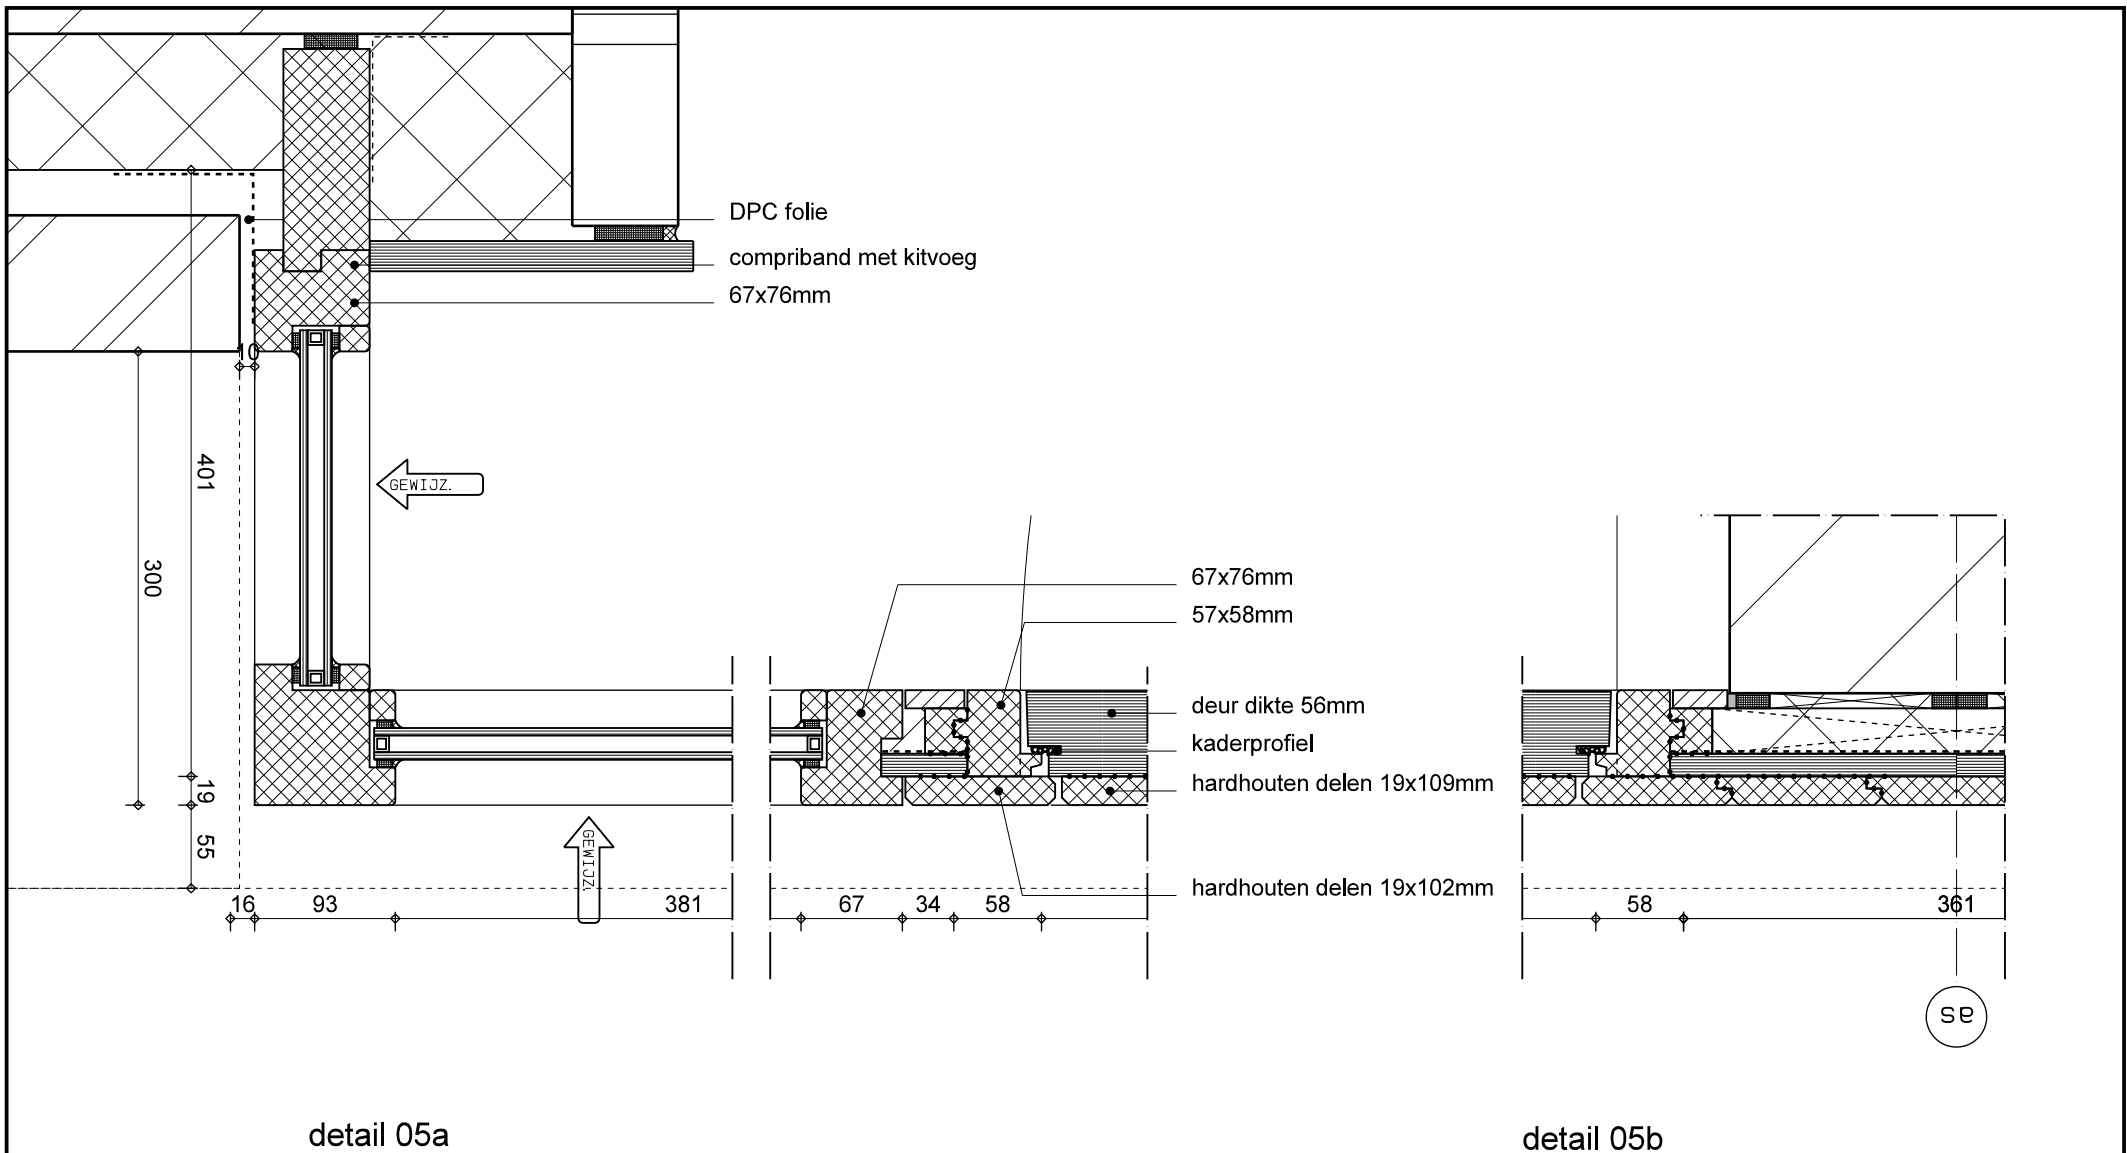 DPC folie
compriband met kitvoeg
67x76mm
10
401
GEWIJZ.
300
67x76mm
57x58mm
deur dikte 56mm
kaderprofiel
hardhouten delen 19x109mm
19
55
GEWIJZ.
hardhouten delen 19x102mm
16 93 381 67 34 58 58 361
as
detail 05a
detail 05b